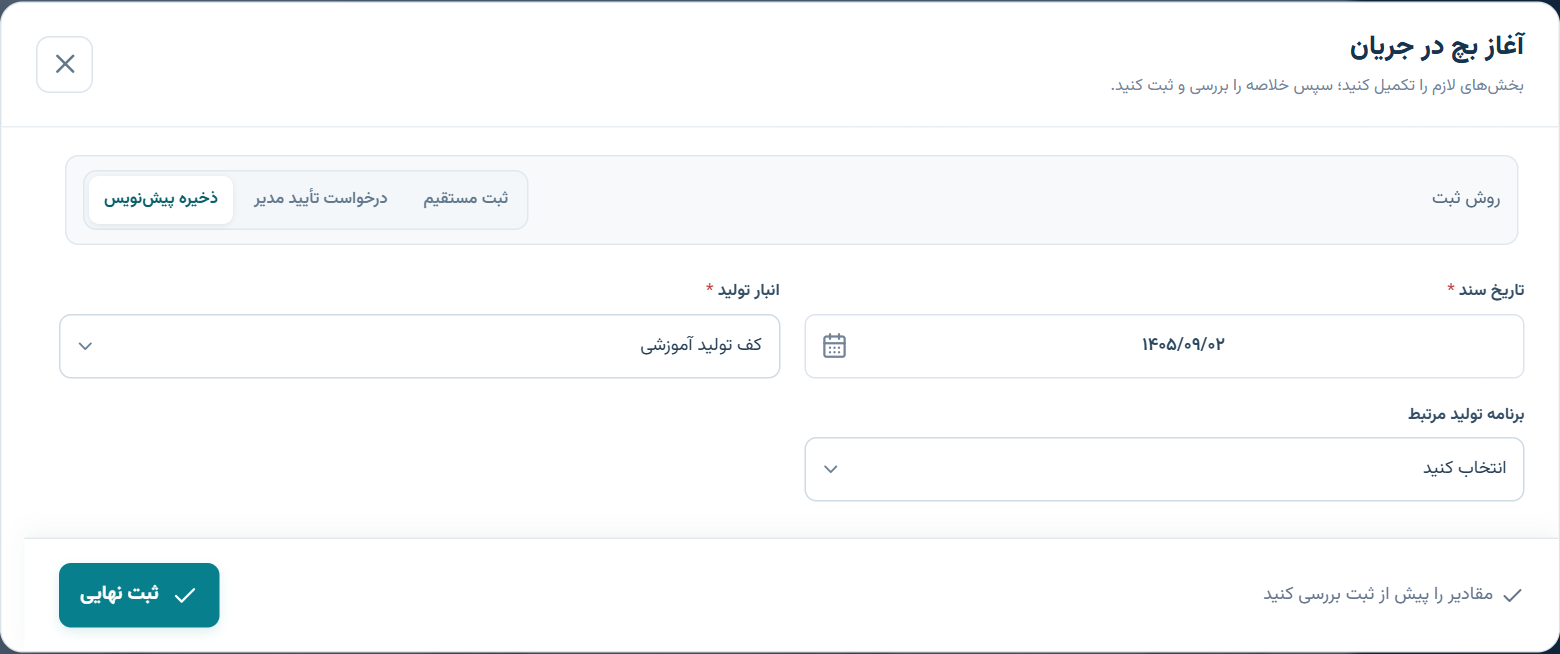 آغاز بچ در جریان
بخش‌های لازم را تکمیل کنید؛ سپس خلاصه را بررسی و ثبت کنید.
روش ثبت
ثبت مستقیم
درخواست تأیید مدیر
ذخیره پیش‌نویس
تاریخ سند *
۱۴۰۵/۰۹/۰۲
انبار تولید *
کف تولید آموزشی
برنامه تولید مرتبط
انتخاب کنید
مقادیر را پیش از ثبت بررسی کنید
ثبت نهایی